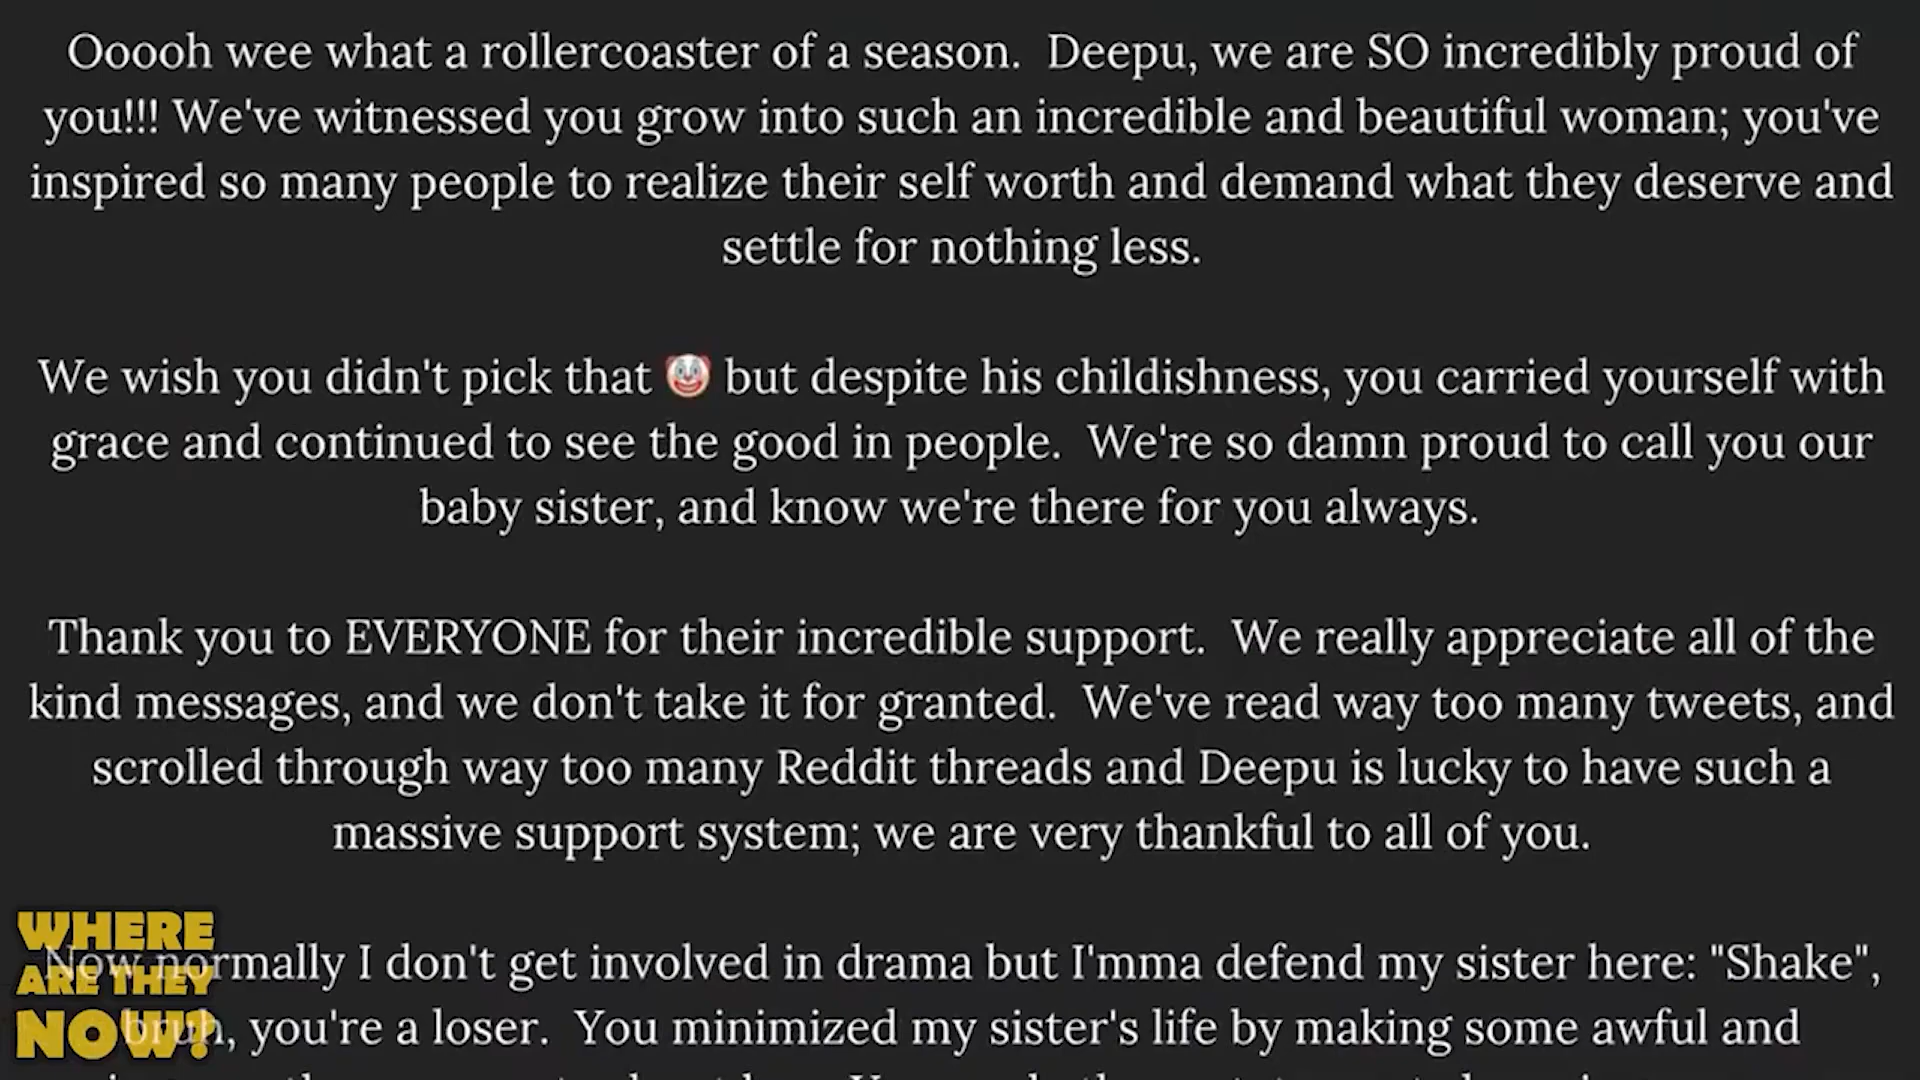 Ooooh wee what a rollercoaster of a season.  Deepu, we are SO incredibly proud of
you!!! We've witnessed you grow into such an incredible and beautiful woman; you've
inspired so many people to realize their self worth and demand what they deserve and
settle for nothing less.
We wish you didn't pick that 🤡 but despite his childishness, you carried yourself with
grace and continued to see the good in people.  We're so damn proud to call you our
baby sister, and know we're there for you always.
Thank you to EVERYONE for their incredible support.  We really appreciate all of the
kind messages, and we don't take it for granted.  We've read way too many tweets, and
scrolled through way too many Reddit threads and Deepu is lucky to have such a
massive support system; we are very thankful to all of you.
Now normally I don't get involved in drama but I'mma defend my sister here: "Shake",
bruh, you're a loser.  You minimized my sister's life by making some awful and
WHERE
ARE THEY
NOW?